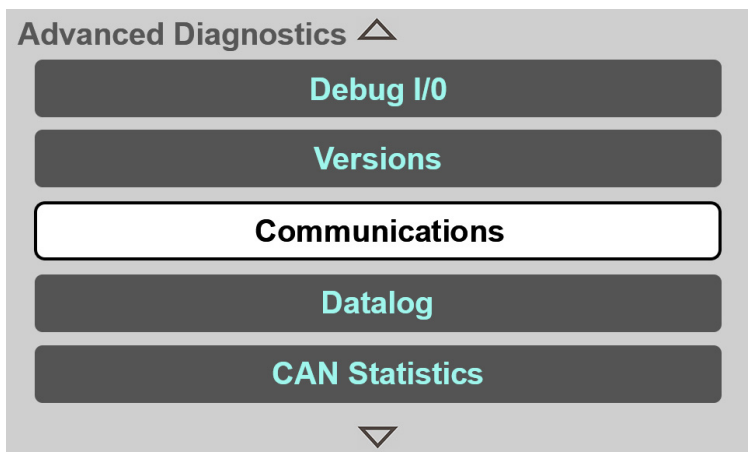 Advanced Diagnostics
Debug I/0
Versions
Communications
Datalog
CAN Statistics